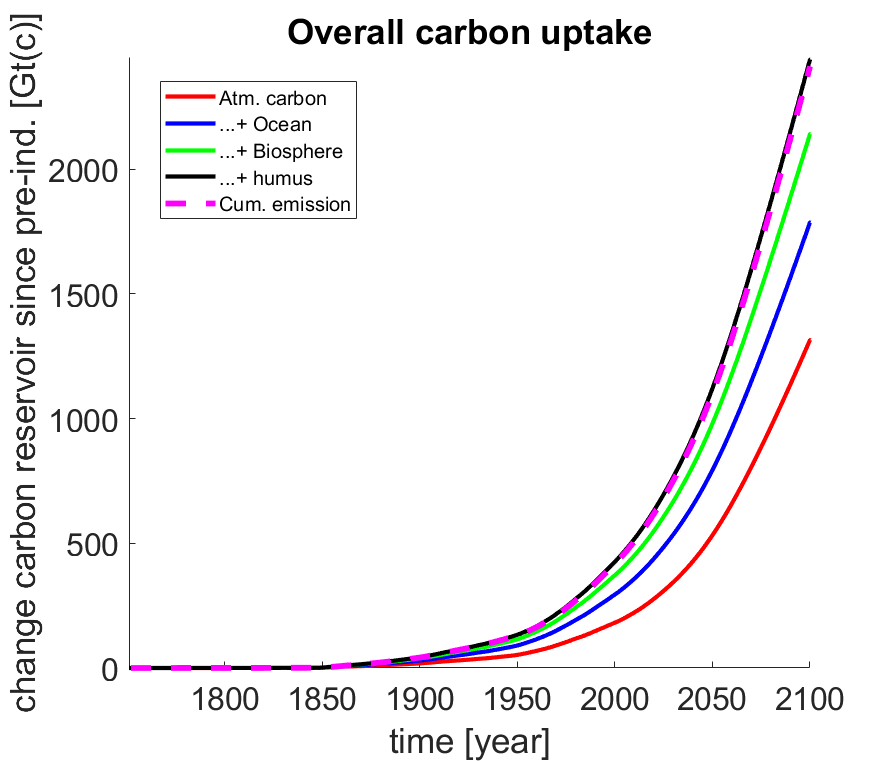 Overall carbon uptake
change carbon reservoir since pre-ind. [Gt(c)]
Atm. carbon
...+ Ocean
...+ Biosphere
...+ humus
Cum. emission
2000
1500
1000
500
0
1800 1850 1900 1950 2000 2050 2100
time [year]